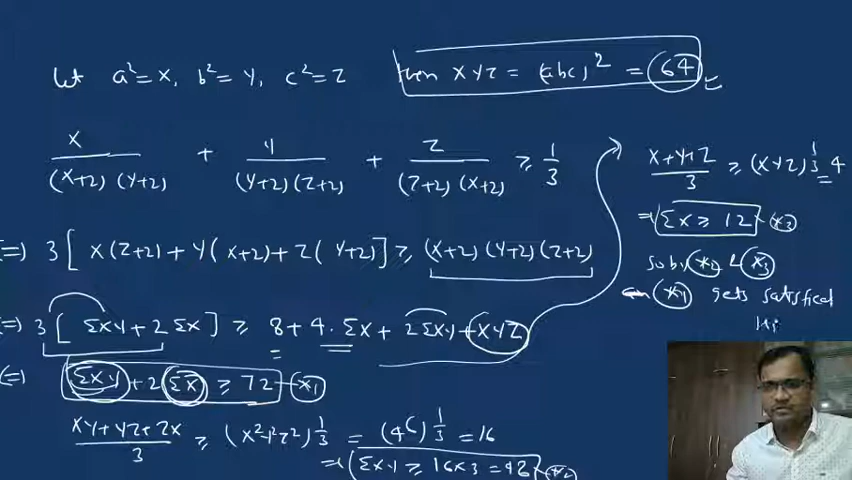 Let a² = x, b² = y, c² = z then xyz = (abc)² = 64
x/((x+2)(y+2)) + y/((y+2)(z+2)) + z/((z+2)(x+2)) ≥ 1/3
(=) 3[x(z+2) + y(x+2) + z(y+2)] ≥ (x+2)(y+2)(z+2)
(=) 3[Σxy + 2Σx] ≥ 8 + 4·Σx + 2Σxy + xyz
(=) Σxy + 2Σx ≥ 72 — *1
(xy+yz+zx)/3 ≥ (x²y²z²)^(1/3) = (4⁶)^(1/3) = 16
⇒ Σxy ≥ 16×3 = 48 — *2
(x+y+z)/3 ≥ (xyz)^(1/3) = 4
⇒ Σx ≥ 12 — *3
Sub. *2 & *3
*1 gets satisfied